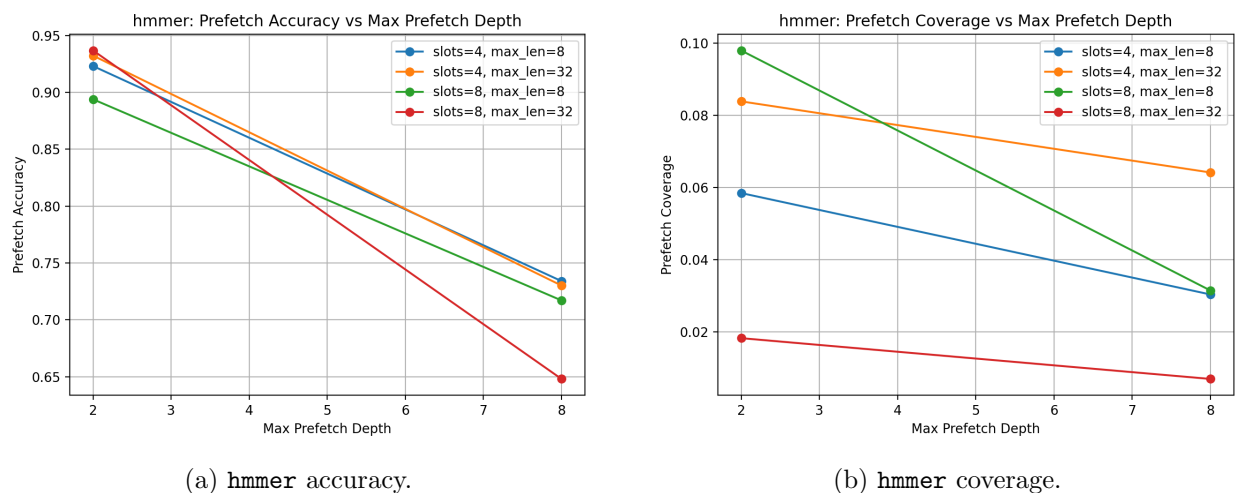 hmmer: Prefetch Accuracy vs Max Prefetch Depth
0.95
0.90
0.85
0.80
0.75
0.70
0.65
Prefetch Accuracy
slots=4, max_len=8
slots=4, max_len=32
slots=8, max_len=8
slots=8, max_len=32
2 3 4 5 6 7 8
Max Prefetch Depth
(a) hmmer accuracy.
hmmer: Prefetch Coverage vs Max Prefetch Depth
0.10
0.08
0.06
0.04
0.02
Prefetch Coverage
slots=4, max_len=8
slots=4, max_len=32
slots=8, max_len=8
slots=8, max_len=32
2 3 4 5 6 7 8
Max Prefetch Depth
(b) hmmer coverage.